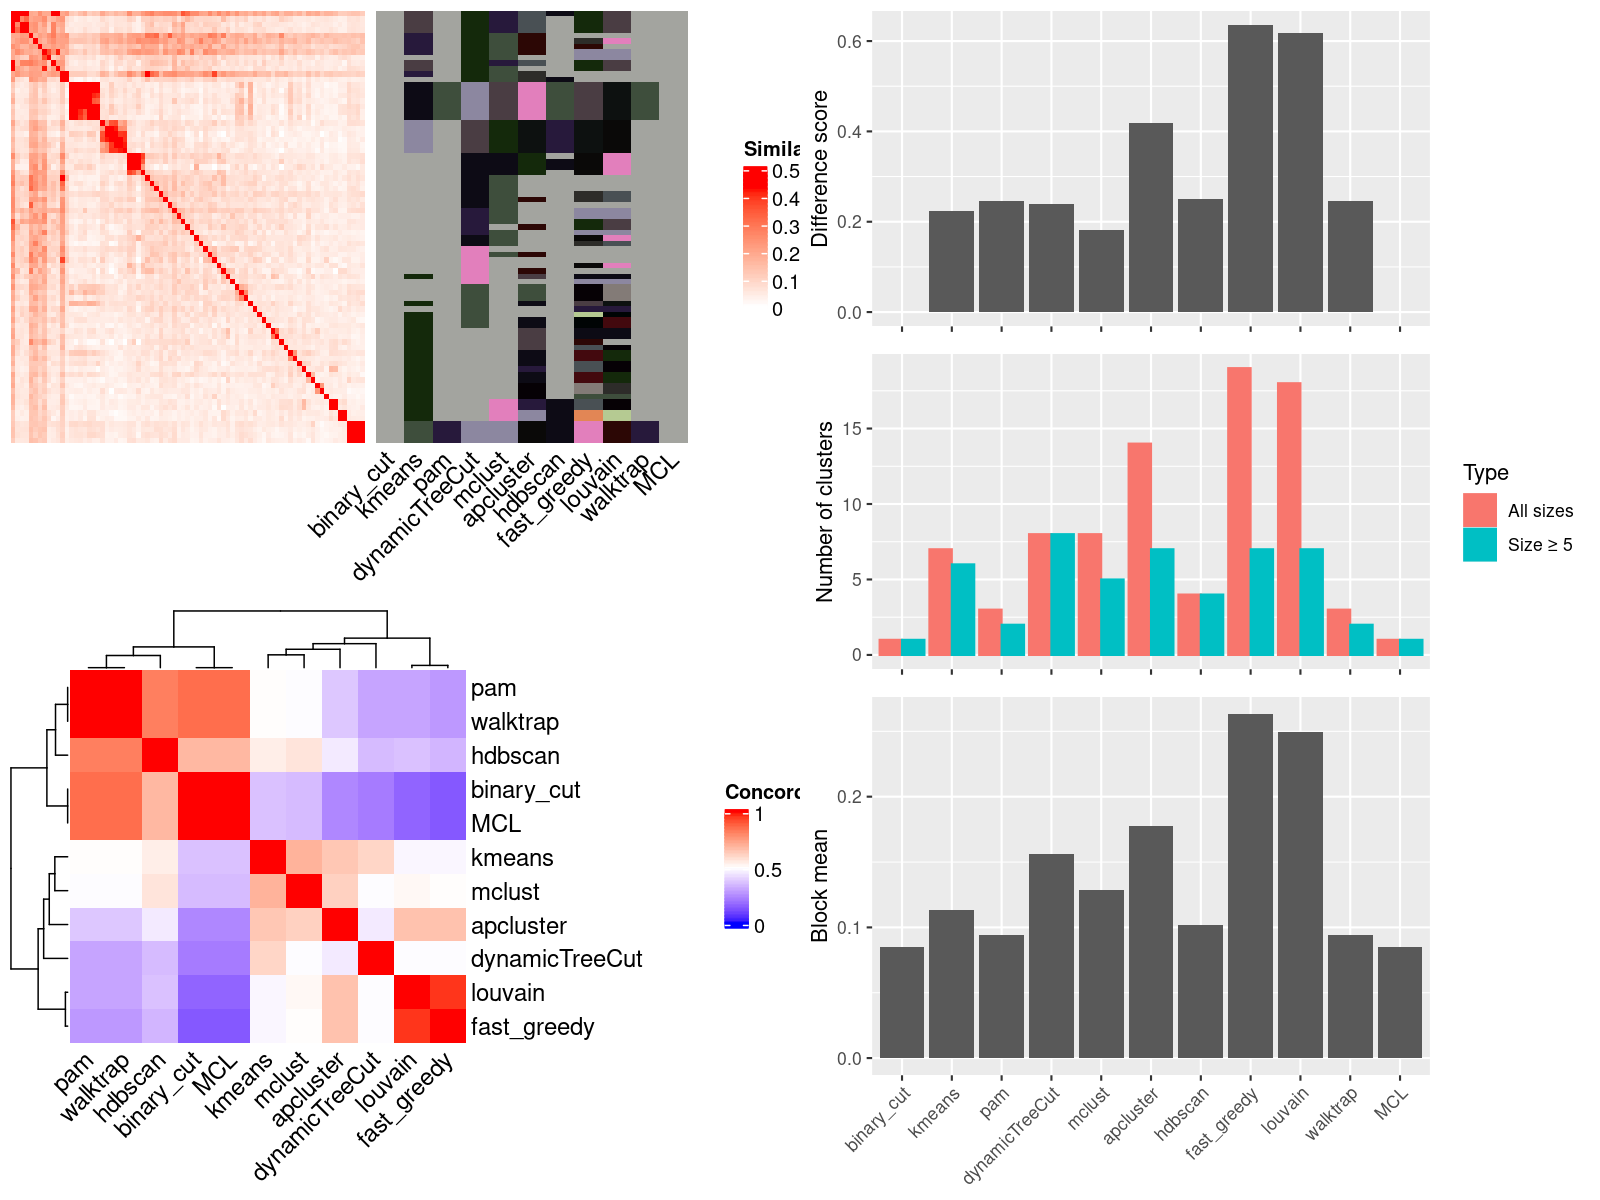 Simila
0.5
0.4
0.3
0.2
0.1
0
binary_cut
kmeans
pam
dynamicTreeCut
mclust
apcluster
hdbscan
fast_greedy
louvain
walktrap
MCL
Difference score
0.6
0.4
0.2
0.0
Number of clusters
15
10
5
0
Type
All sizes
Size ≥ 5
pam
walktrap
hdbscan
binary_cut
MCL
kmeans
mclust
apcluster
dynamicTreeCut
louvain
fast_greedy
pam
walktrap
hdbscan
binary_cut
MCL
kmeans
mclust
apcluster
dynamicTreeCut
louvain
fast_greedy
Concord
1
0.5
0
Block mean
0.2
0.1
0.0
binary_cut
kmeans
pam
dynamicTreeCut
mclust
apcluster
hdbscan
fast_greedy
louvain
walktrap
MCL